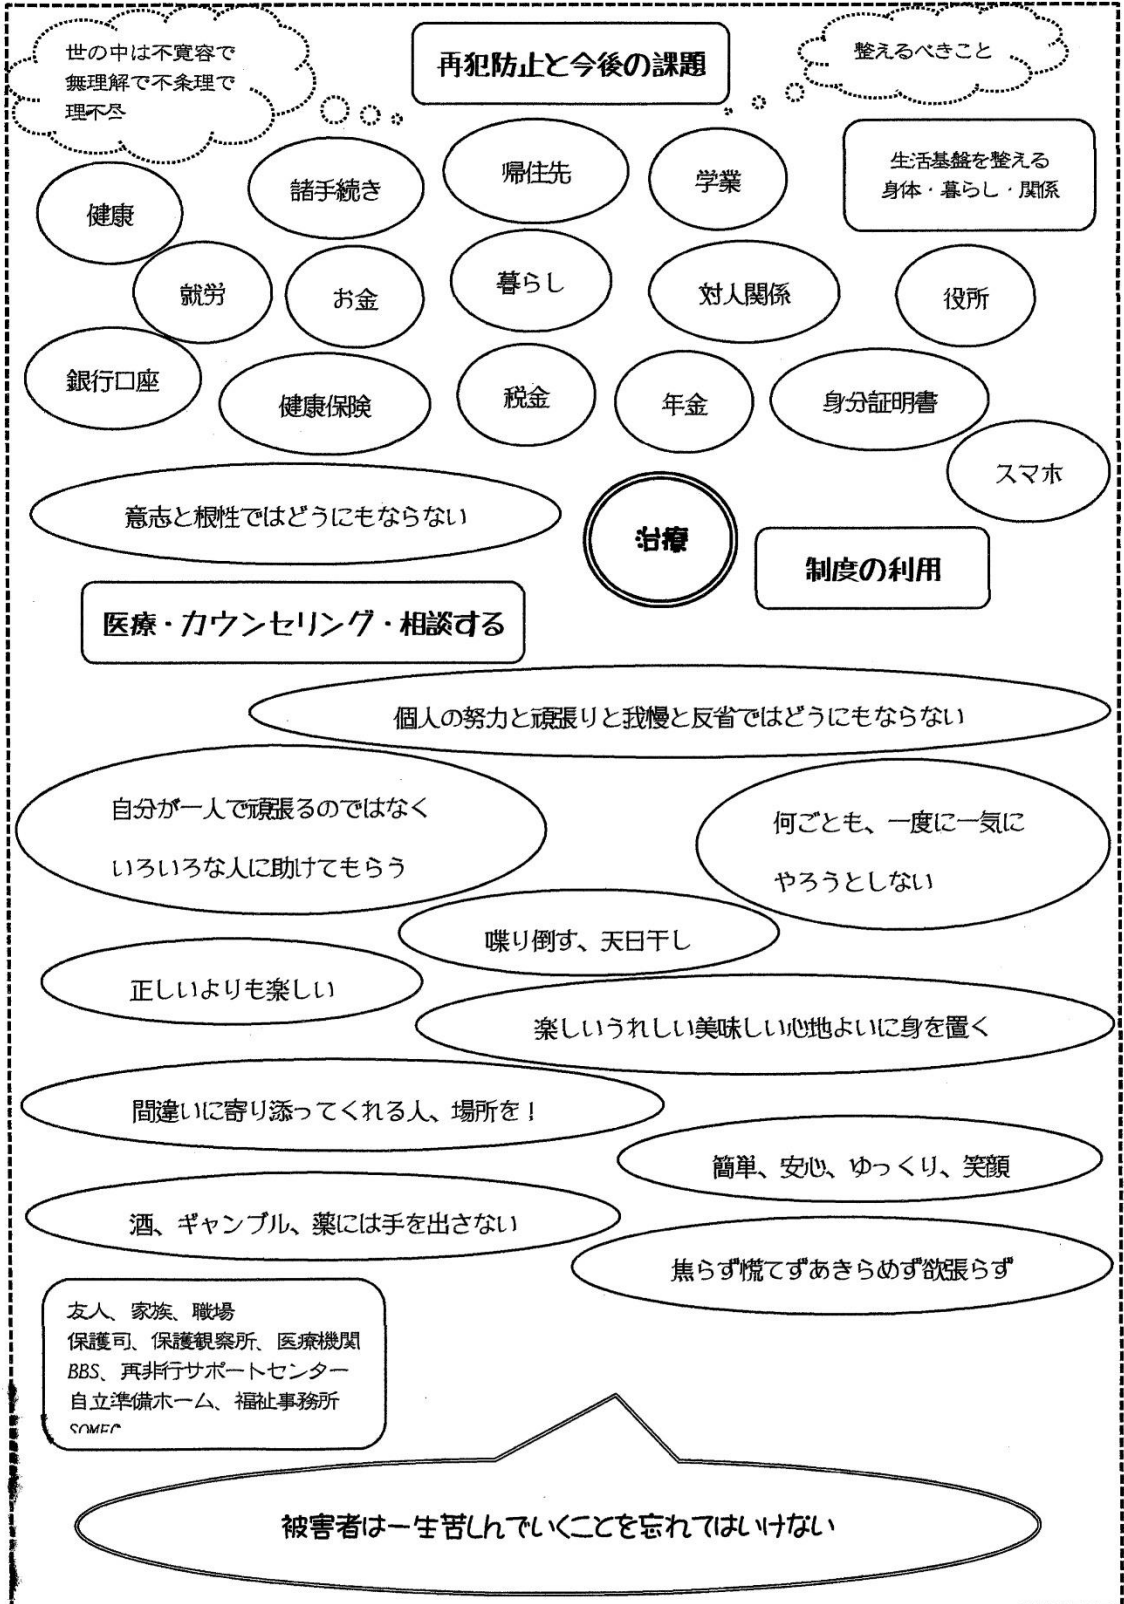 世の中は不寛容で
無理解で不条理で
理不尽
再犯防止と今後の課題
整えるべきこと
生活基盤を整える
身体・暮らし・関係
健康
諸手続き
帰住先
学業
就労
お金
暮らし
対人関係
役所
銀行口座
健康保険
税金
年金
身分証明書
スマホ
意志と根性ではどうにもならない
治療
制度の利用
医療・カウンセリング・相談する
個人の努力と頑張りと我慢と反省ではどうにもならない
自分が一人で頑張るのではなく
いろいろな人に助けてもらう
何ごとも、一度に一気に
やろうとしない
喋り倒す、天日干し
正しいよりも楽しい
楽しいうれしい美味しい心地よいに身を置く
間違いに寄り添ってくれる人、場所を！
簡単、安心、ゆっくり、笑顔
酒、ギャンブル、薬には手を出さない
焦らず慌てずあきらめず欲張らず
友人、家族、職場
保護司、保護観察所、医療機関
BBS、再非行サポートセンター
自立準備ホーム、福祉事務所
被害者は一生苦しんでいくことを忘れてはいけない